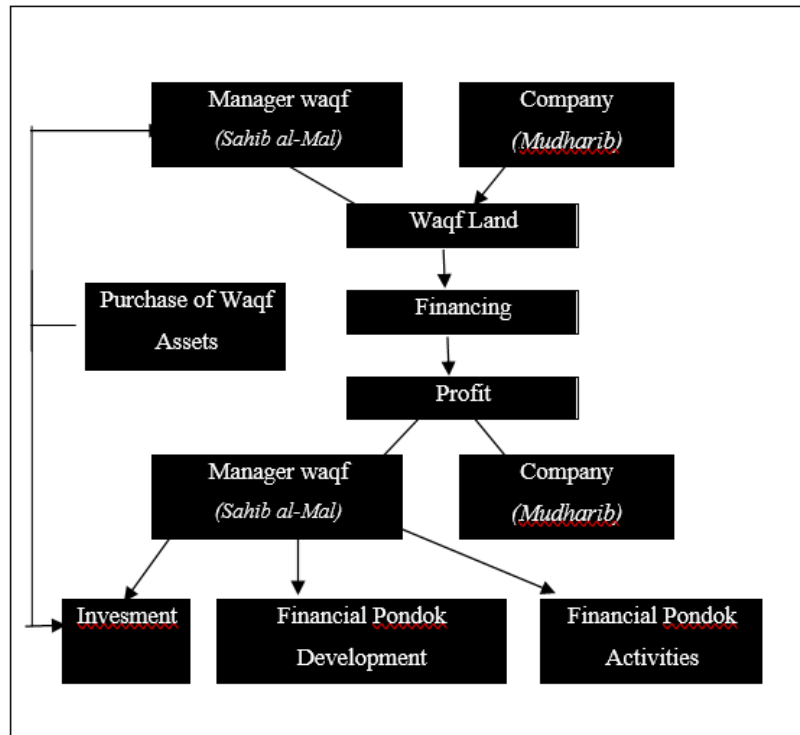 Manager waqf
(Sahib al-Mal)
Company
(Mudharib)
Waqf Land
Purchase of Waqf
Assets
Financing
Profit
Manager waqf
(Sahib al-Mal)
Company
(Mudharib)
Invesment
Financial Pondok
Development
Financial Pondok
Activities